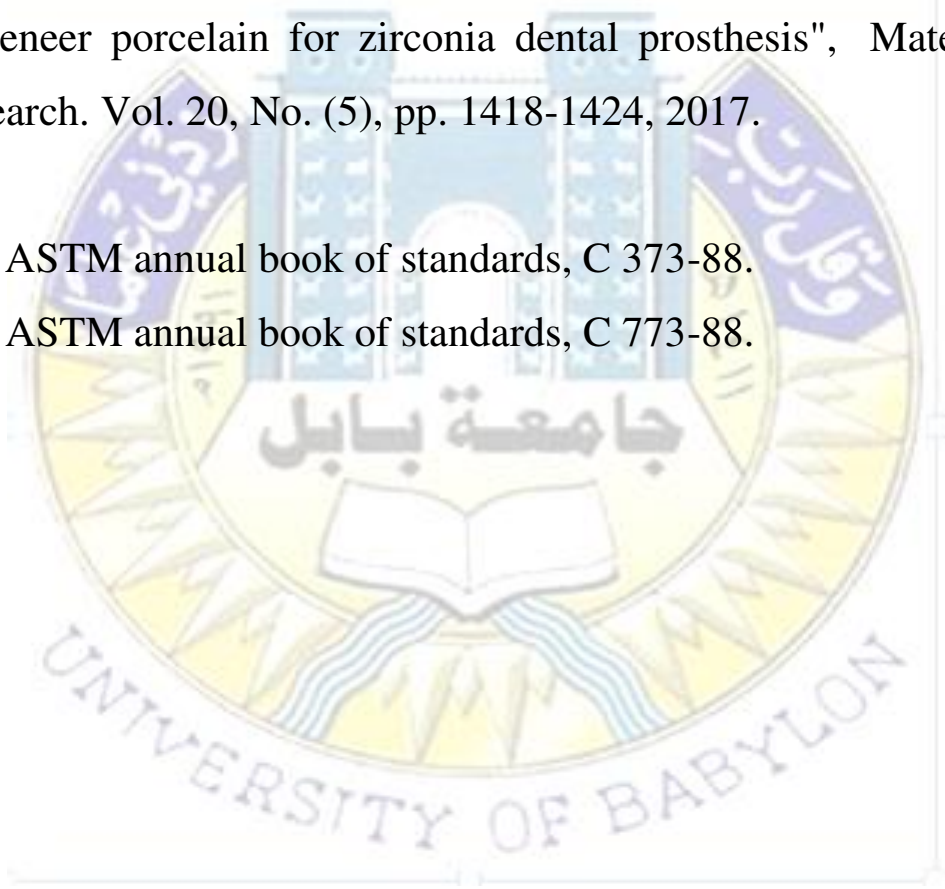 eneer porcelain for zirconia dental prosthesis", Mate
earch. Vol. 20, No. (5), pp. 1418-1424, 2017.
ASTM annual book of standards, C 373-88.
ASTM annual book of standards, C 773-88.
وَقُل رَبِّ
زِدْنِي عِلْمًا
جامعة بابل
UNIVERSITY OF BABYLON